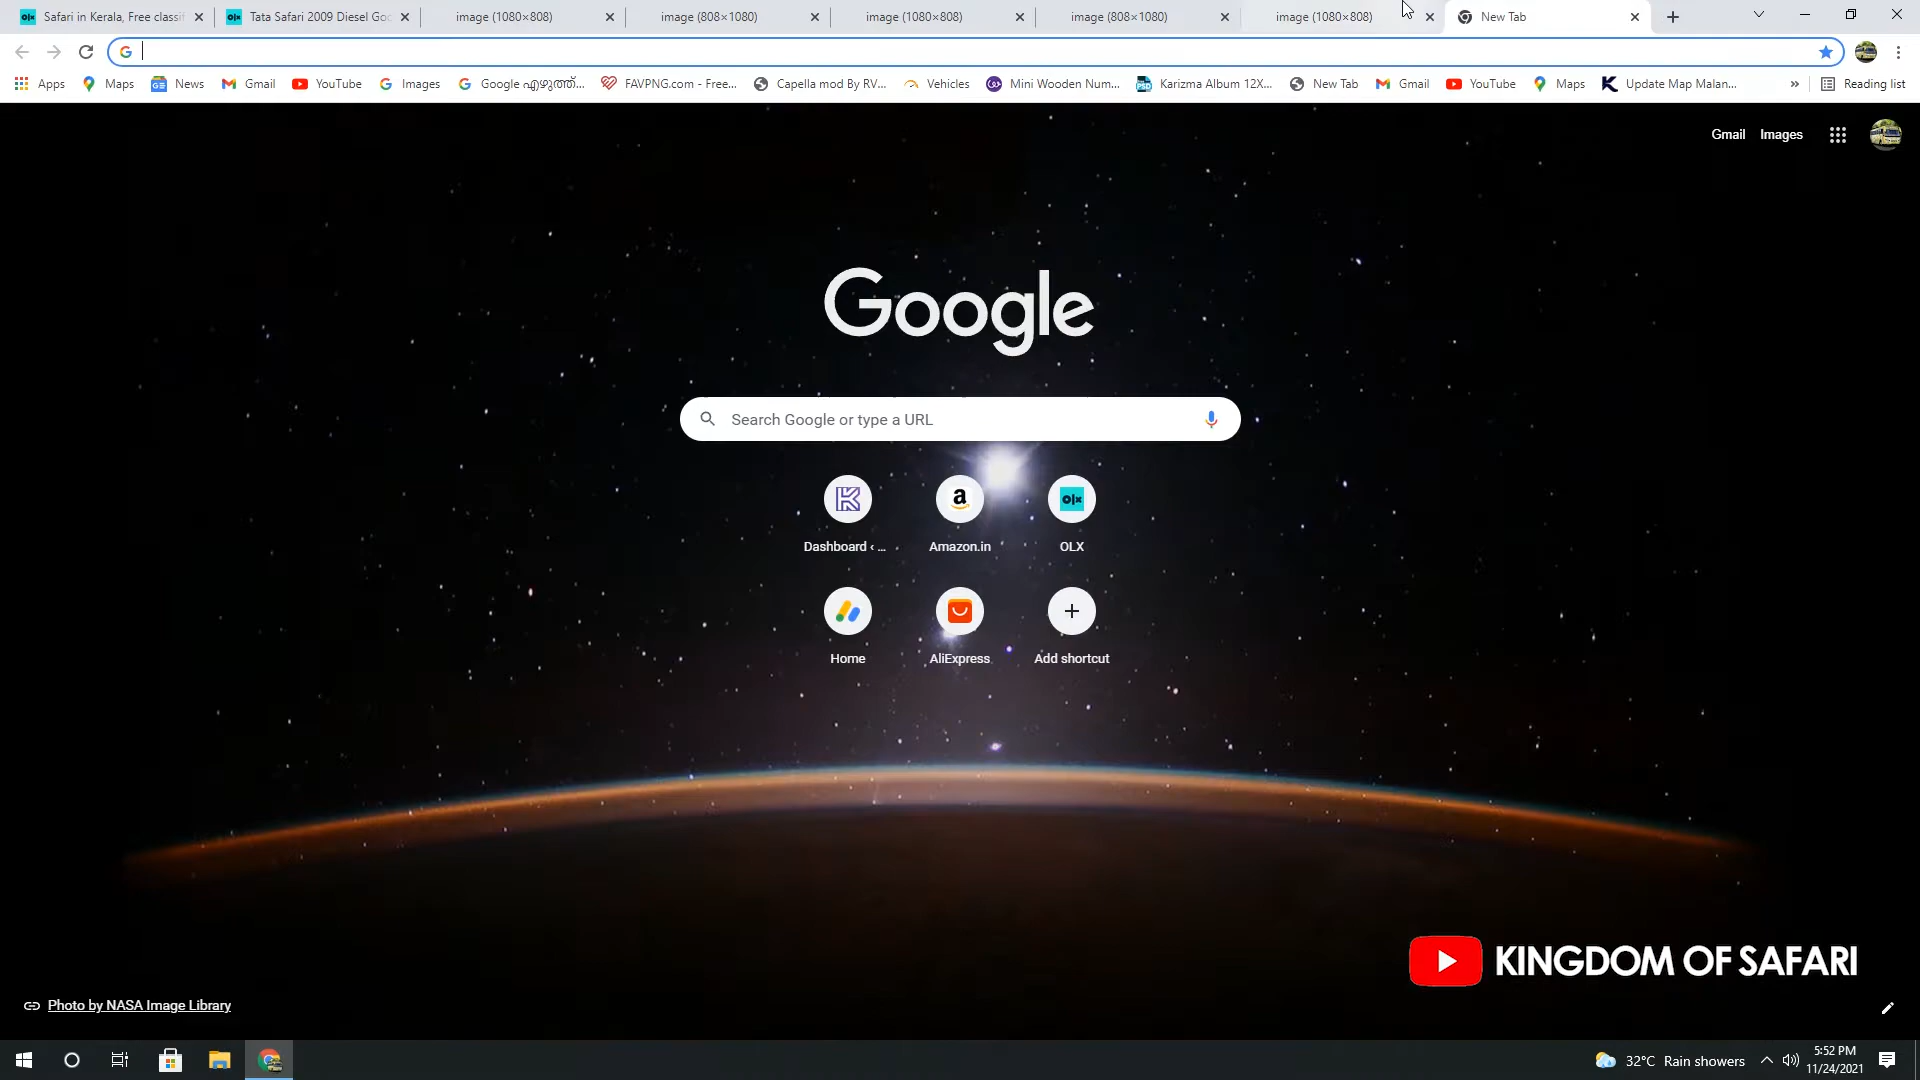 Safari in Kerala, Free classif
Tata Safari 2009 Diesel Goo
image (1080×808)
image (808×1080)
image (1080×808)
image (808×1080)
image (1080×808)
New Tab
Apps
Maps
News
Gmail
YouTube
Images
Google എഴുത്ത്...
FAVPNG.com - Free...
Capella mod By RV...
Vehicles
Mini Wooden Num...
Karizma Album 12X...
New Tab
Gmail
YouTube
Maps
Update Map Malan...
»
Reading list
Gmail
Images
Google
Search Google or type a URL
Dashboard ‹ ...
Amazon.in
OLX
Home
AliExpress
Add shortcut
KINGDOM OF SAFARI
Photo by NASA Image Library
32°C Rain showers
5:52 PM
11/24/2021